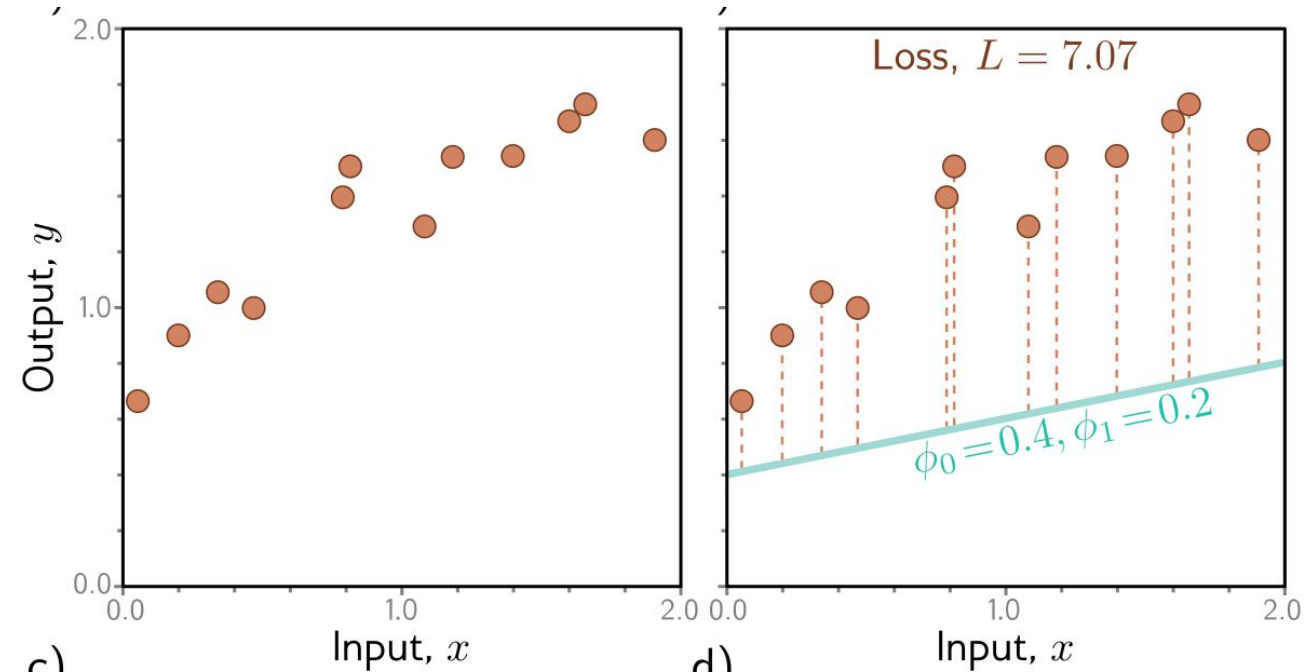 2.0
1.0
0.0
Output, y
0.0 1.0 2.0
Input, x
Loss, L = 7.07
ϕ₀=0.4, ϕ₁=0.2
0.0 1.0 2.0
Input, x
c)
d)